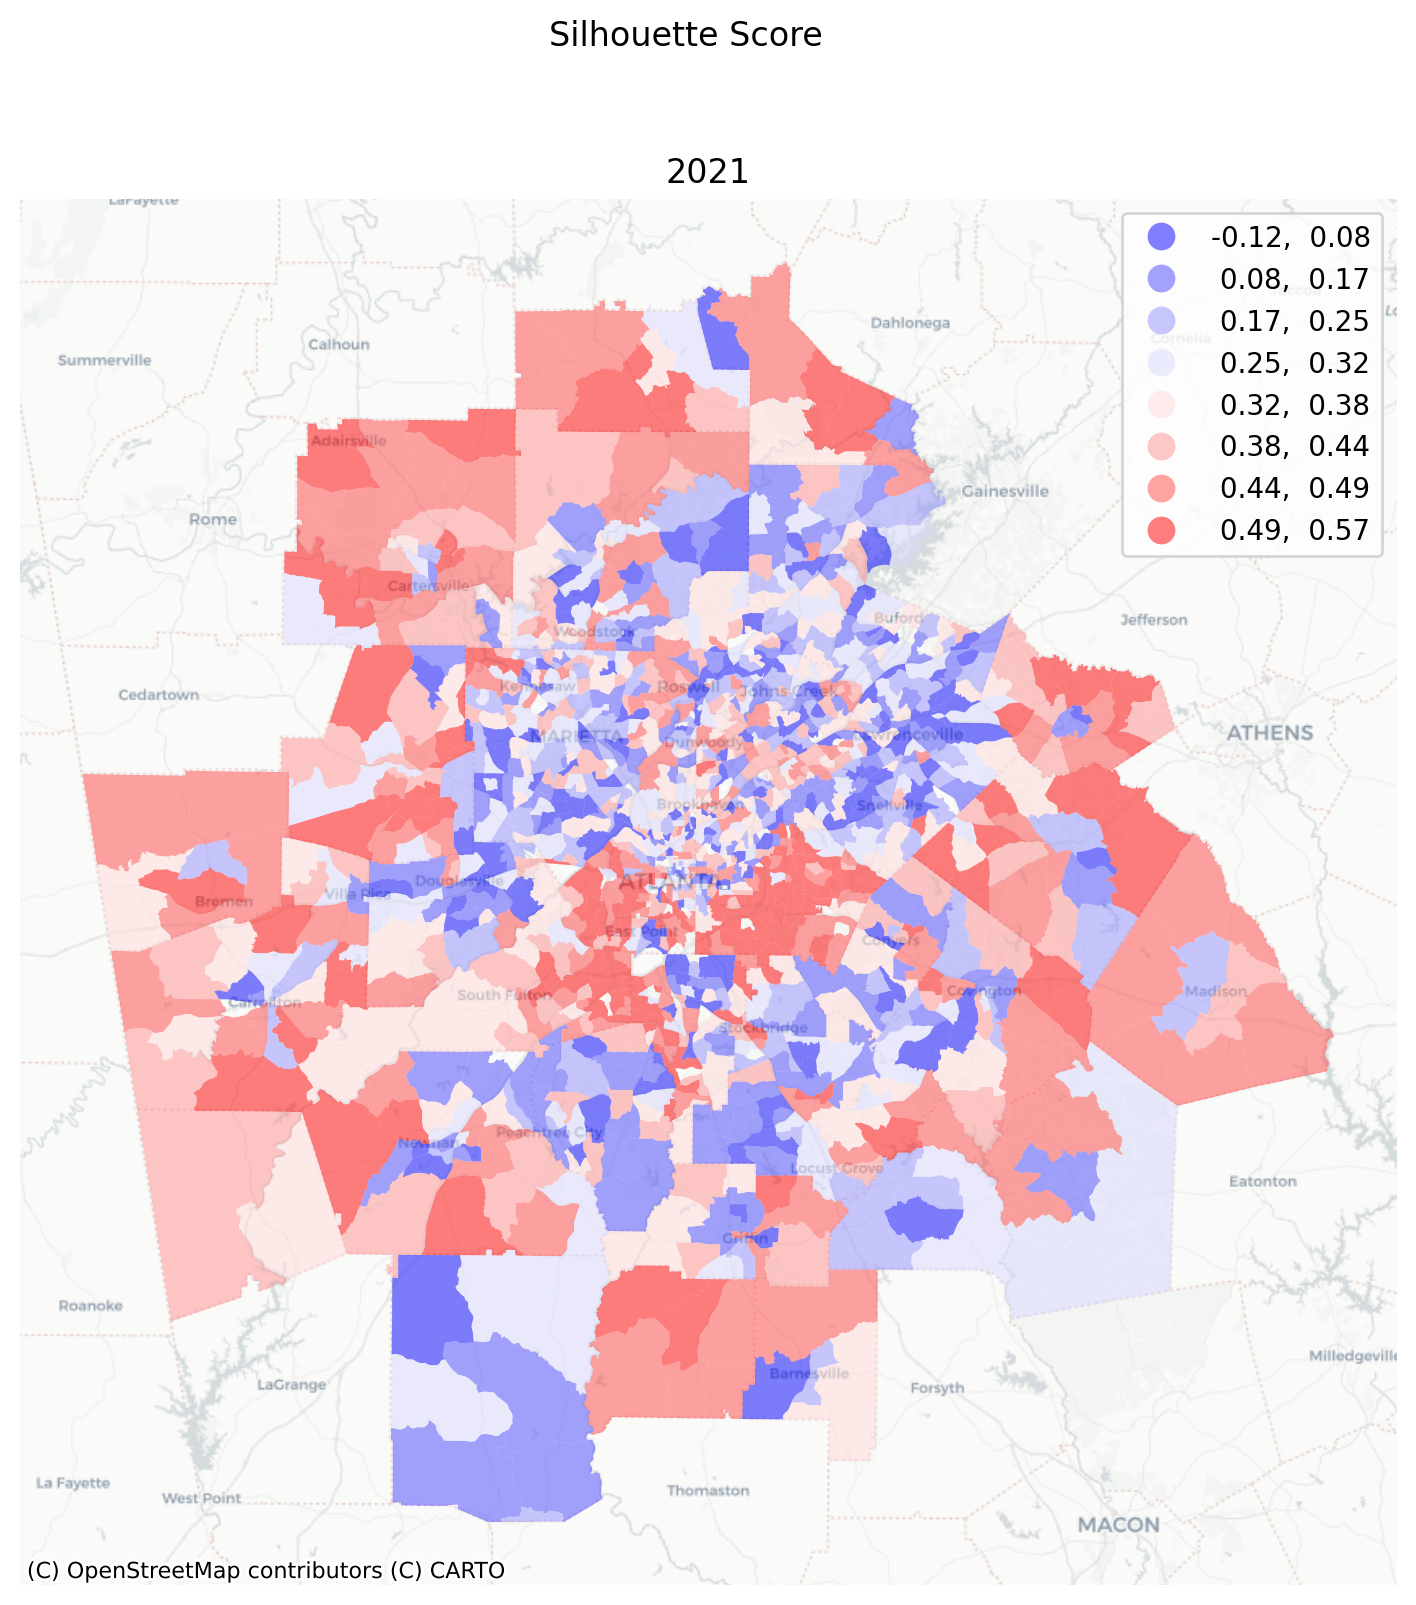 Silhouette Score
2021
LaFayette
-0.12, 0.08
0.08, 0.17
0.17, 0.25
0.25, 0.32
0.32, 0.38
0.38, 0.44
0.44, 0.49
0.49, 0.57
Cornelia
Dahlonega
Calhoun
Summerville
Adairsville
Gainesville
Rome
Cartersville
Buford
Jefferson
Woodstock
Kennesaw
Roswell
Johns Creek
Cedartown
ATHENS
MARIETTA
Dunwoody
Lawrenceville
Brookhaven
Snellville
Douglasville
ATLANTA
Villa Rica
Bremen
East Point
Conyers
Covington
Madison
South Fulton
Carrollton
Stockbridge
Peachtree City
Newnan
Locust Grove
Eatonton
Griffin
Roanoke
Milledgeville
Barnesville
LaGrange
Forsyth
La Fayette
West Point
Thomaston
MACON
(C) OpenStreetMap contributors (C) CARTO